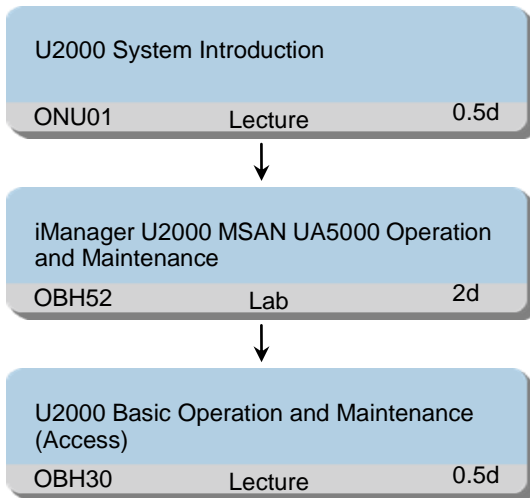 U2000 System Introduction
ONU01 Lecture 0.5d
iManager U2000 MSAN UA5000 Operation
and Maintenance
OBH52 Lab 2d
U2000 Basic Operation and Maintenance
(Access)
OBH30 Lecture 0.5d